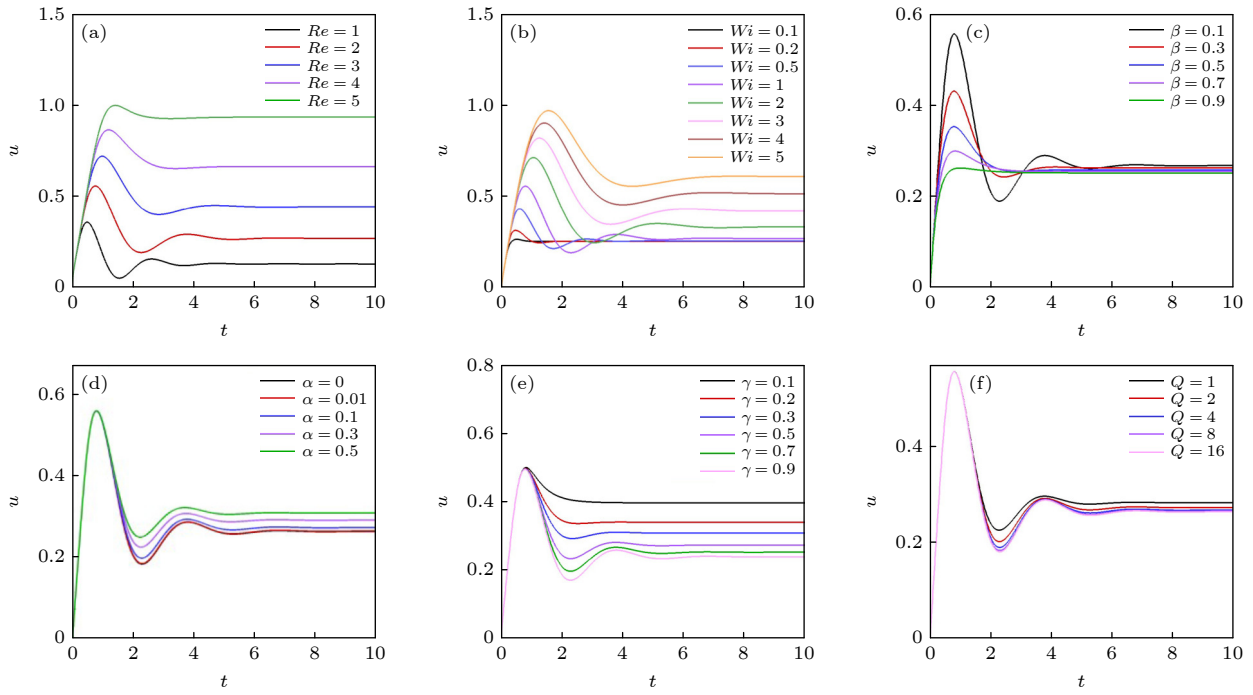 (a)
Re = 1
Re = 2
Re = 3
Re = 4
Re = 5
1.5
1.0
0.5
0
u
0 2 4 6 8 10
t
(b)
Wi = 0.1
Wi = 0.2
Wi = 0.5
Wi = 1
Wi = 2
Wi = 3
Wi = 4
Wi = 5
1.5
1.0
0.5
0
u
0 2 4 6 8 10
t
(c)
β = 0.1
β = 0.3
β = 0.5
β = 0.7
β = 0.9
0.6
0.4
0.2
0
u
0 2 4 6 8 10
t
(d)
α = 0
α = 0.01
α = 0.1
α = 0.3
α = 0.5
0.6
0.4
0.2
0
u
0 2 4 6 8 10
t
(e)
γ = 0.1
γ = 0.2
γ = 0.3
γ = 0.5
γ = 0.7
γ = 0.9
0.8
0.6
0.4
0.2
0
u
0 2 4 6 8 10
t
(f)
Q = 1
Q = 2
Q = 4
Q = 8
Q = 16
0.4
0.2
0
u
0 2 4 6 8 10
t